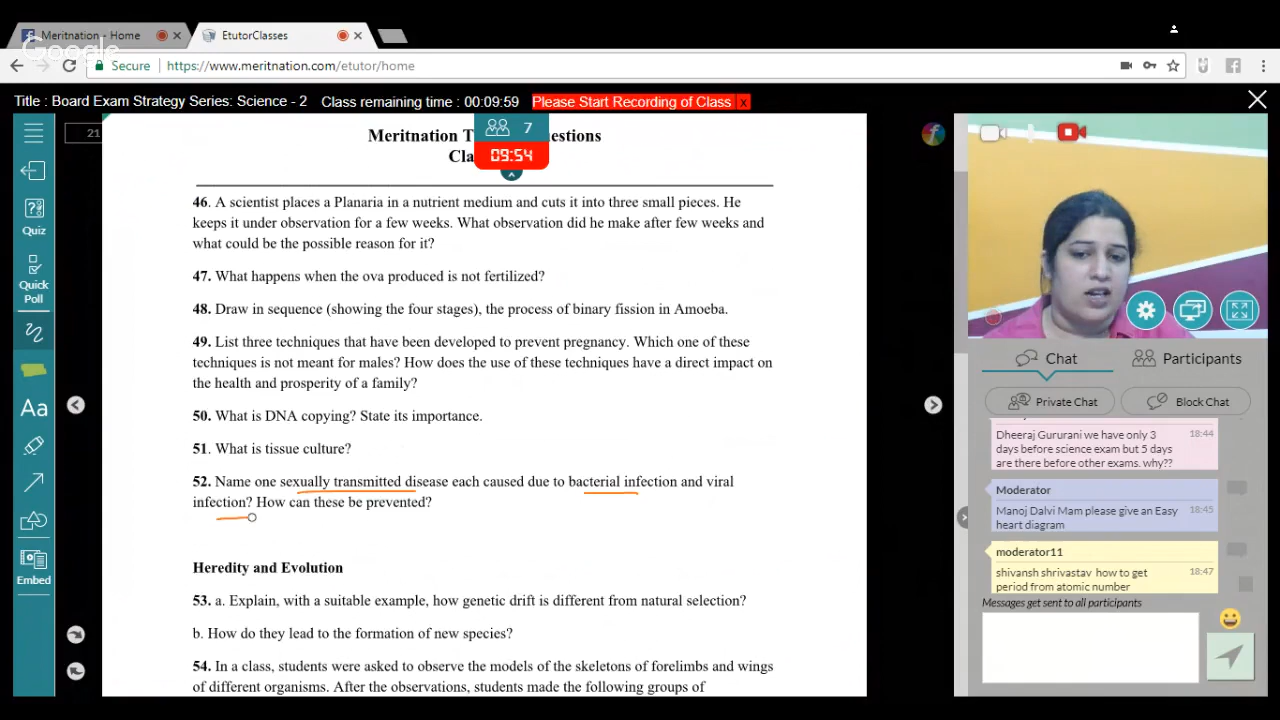 Meritnation - Home
EtutorClasses
Google
Secure
https://www.meritnation.com/etutor/home
Title : Board Exam Strategy Series: Science - 2 Class remaining time : 00:09:59 Please Start Recording of Class x
21
Meritnation T
uestions
Cla
7
09:54
46. A scientist places a Planaria in a nutrient medium and cuts it into three small pieces. He
keeps it under observation for a few weeks. What observation did he make after few weeks and
what could be the possible reason for it?
47. What happens when the ova produced is not fertilized?
48. Draw in sequence (showing the four stages), the process of binary fission in Amoeba.
49. List three techniques that have been developed to prevent pregnancy. Which one of these
techniques is not meant for males? How does the use of these techniques have a direct impact on
the health and prosperity of a family?
50. What is DNA copying? State its importance.
51. What is tissue culture?
52. Name one sexually transmitted disease each caused due to bacterial infection and viral
infection? How can these be prevented?
Heredity and Evolution
53. a. Explain, with a suitable example, how genetic drift is different from natural selection?
b. How do they lead to the formation of new species?
54. In a class, students were asked to observe the models of the skeletons of forelimbs and wings
of different organisms. After the observations, students made the following groups of
Quiz
Quick
Poll
Aa
Embed
Chat
Participants
Private Chat
Block Chat
Dheeraj Gururani we have only 3
days before science exam but 5 days
are there before other exams. why??
18:44
Moderator
Manoj Dalvi Mam please give an Easy
heart diagram
18:45
moderator11
shivansh shrivastav how to get
period from atomic number
18:47
Messages get sent to all participants